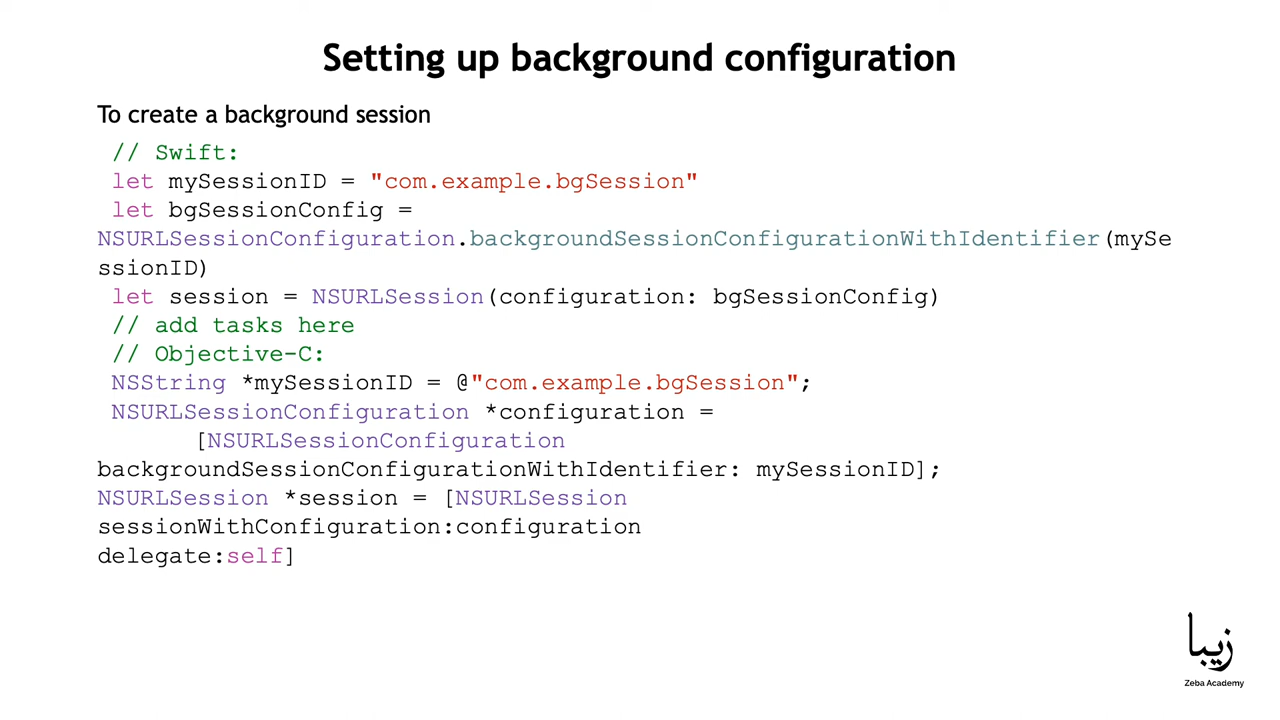 Setting up background configuration
To create a background session
// Swift:
let mySessionID = "com.example.bgSession"
let bgSessionConfig =
NSURLSessionConfiguration.backgroundSessionConfigurationWithIdentifier(mySe
ssionID)
let session = NSURLSession(configuration: bgSessionConfig)
// add tasks here
// Objective-C:
NSString *mySessionID = @"com.example.bgSession";
NSURLSessionConfiguration *configuration =
[NSURLSessionConfiguration
backgroundSessionConfigurationWithIdentifier: mySessionID];
NSURLSession *session = [NSURLSession
sessionWithConfiguration:configuration
delegate:self]
زيبا
Zeba Academy